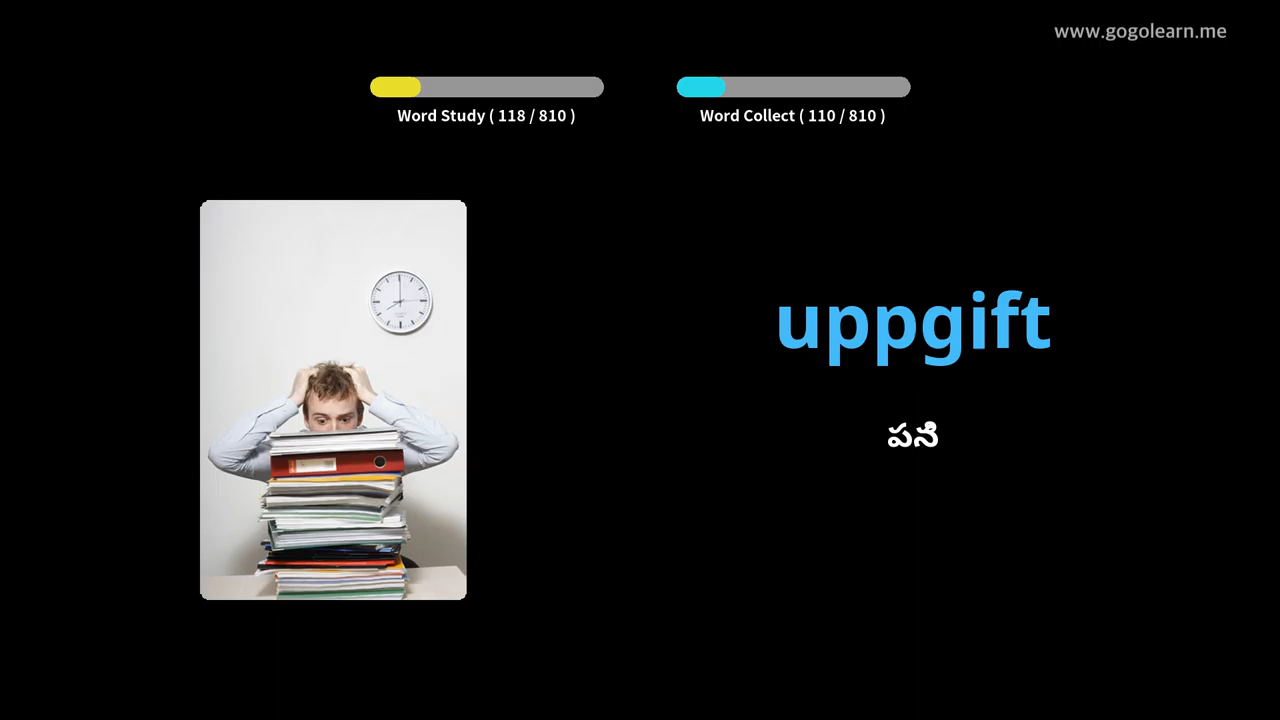 www.gogolearn.me
Word Study ( 118 / 810 )
Word Collect ( 110 / 810 )
uppgift
పని